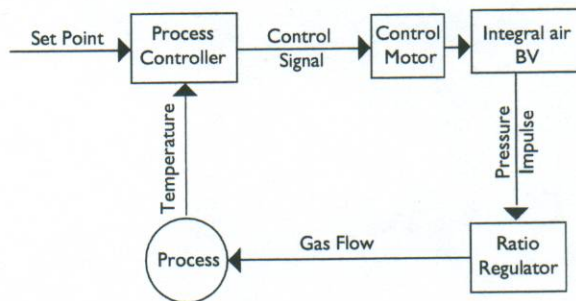 Set Point
Process
Controller
Control
Signal
Control
Motor
Integral air
BV
Temperature
Pressure
Impulse
Process
Gas Flow
Ratio
Regulator